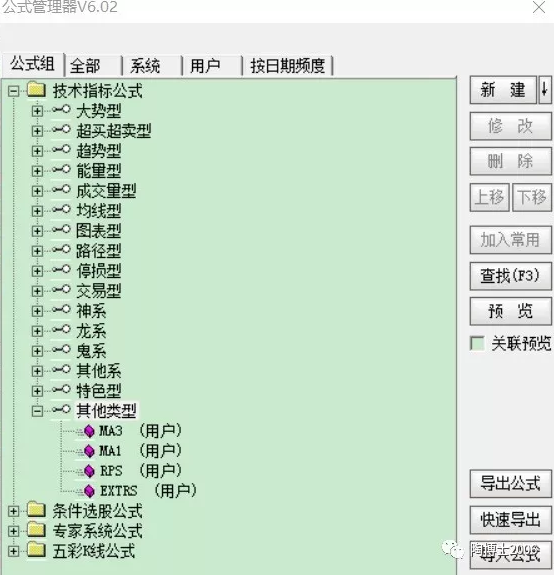 公式管理器V6.02
公式组 全部 系统 用户 按日期频度
技术指标公式
大势型
超买超卖型
趋势型
能量型
成交量型
均线型
图表型
路径型
停损型
交易型
神系
龙系
鬼系
其他系
特色型
其他类型
MA3 (用户)
MA1 (用户)
RPS (用户)
EXTRS (用户)
条件选股公式
专家系统公式
五彩K线公式
新 建
修 改
删 除
上移 下移
加入常用
查找(F3)
预 览
关联预览
导出公式
快速导出
导入公式
陶博士2006